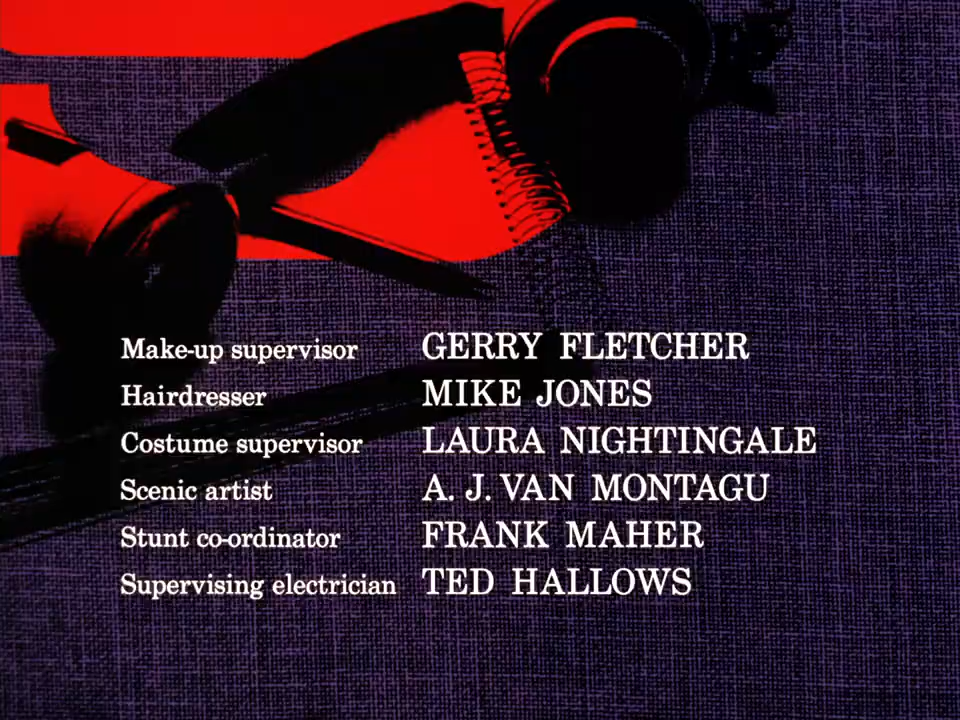 Make-up supervisor GERRY FLETCHER
Hairdresser MIKE JONES
Costume supervisor LAURA NIGHTINGALE
Scenic artist A. J. VAN MONTAGU
Stunt co-ordinator FRANK MAHER
Supervising electrician TED HALLOWS